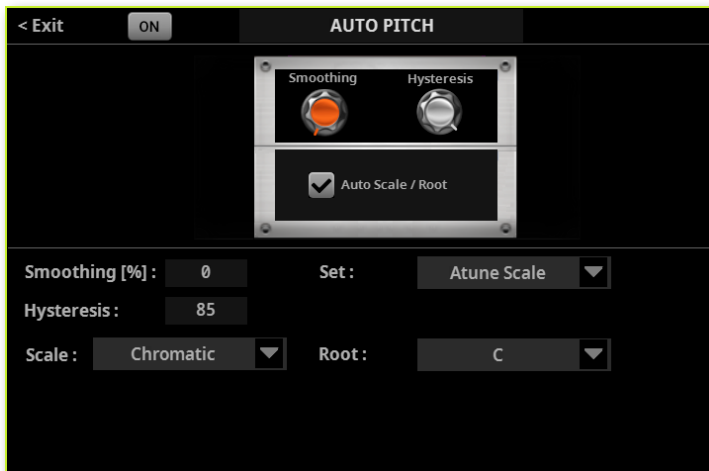 < Exit ON AUTO PITCH
Smoothing Hysteresis
Auto Scale / Root
Smoothing [%] : 0 Set : Atune Scale
Hysteresis : 85
Scale : Chromatic Root : C